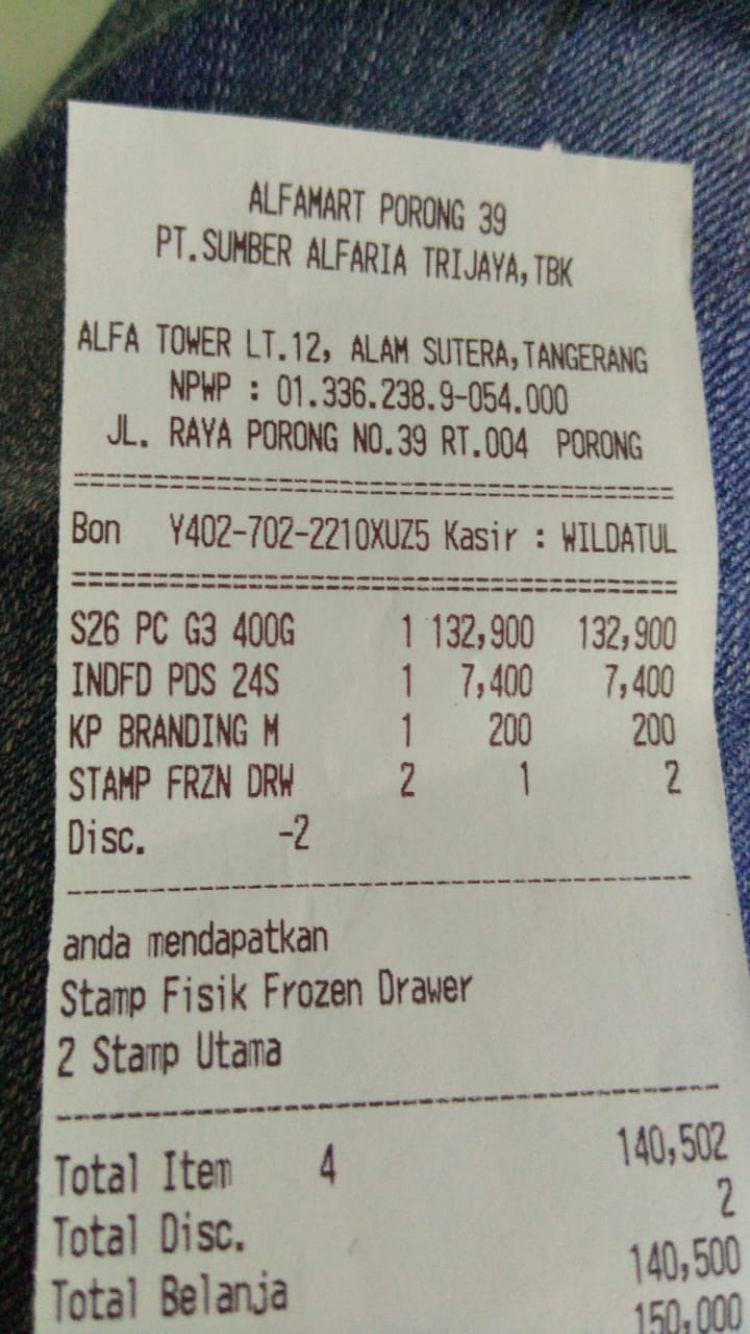 ALFAMART PORONG 39
PT.SUMBER ALFARIA TRIJAYA,TBK
ALFA TOWER LT.12, ALAM SUTERA,TANGERANG
NPWP : 01.336.238.9-054.000
JL. RAYA PORONG NO.39 RT.004 PORONG
Bon Y402-702-2210XUZ5 Kasir : WILDATUL
S26 PC G3 400G 1 132,900 132,900
INDFD PDS 24S 1 7,400 7,400
KP BRANDING M 1 200 200
STAMP FRZN DRW 2 1 2
Disc. -2
anda mendapatkan
Stamp Fisik Frozen Drawer
2 Stamp Utama
Total Item 4 140,502
Total Disc. 2
Total Belanja 140,500
150,000